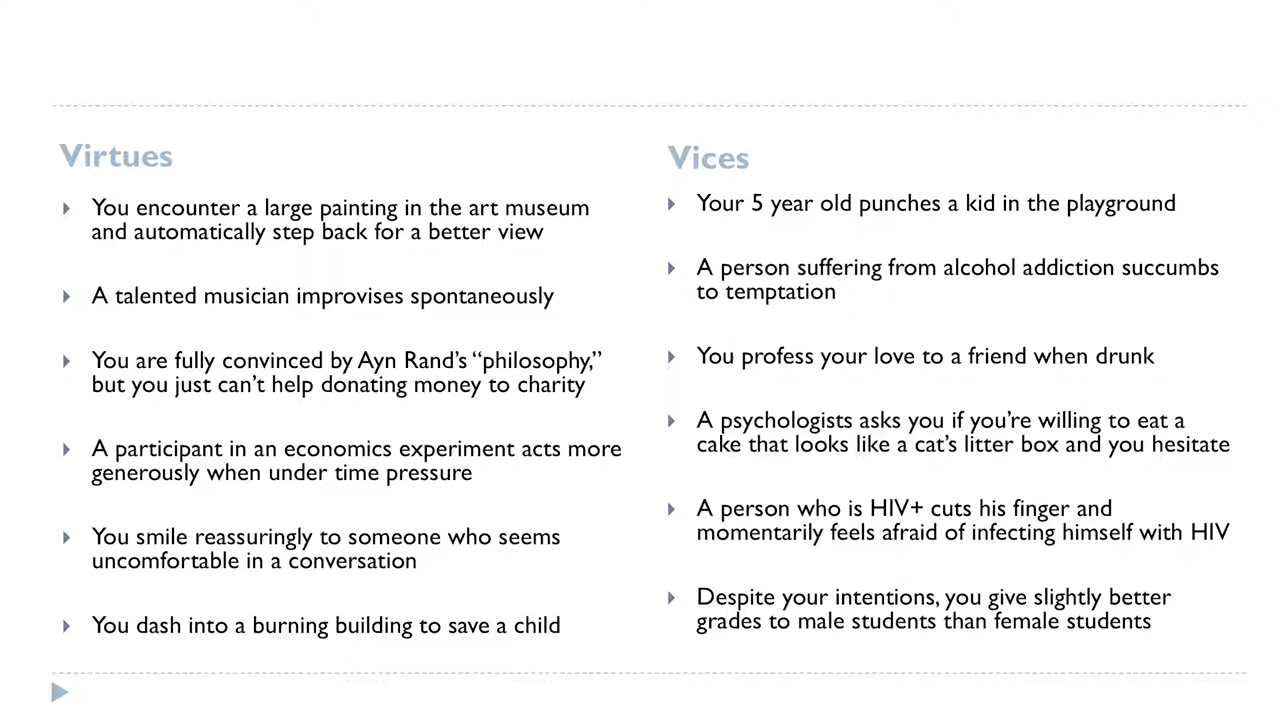 Virtues
You encounter a large painting in the art museum
and automatically step back for a better view
A talented musician improvises spontaneously
You are fully convinced by Ayn Rand's “philosophy,”
but you just can't help donating money to charity
A participant in an economics experiment acts more
generously when under time pressure
You smile reassuringly to someone who seems
uncomfortable in a conversation
You dash into a burning building to save a child
Vices
Your 5 year old punches a kid in the playground
A person suffering from alcohol addiction succumbs
to temptation
You profess your love to a friend when drunk
A psychologists asks you if you're willing to eat a
cake that looks like a cat's litter box and you hesitate
A person who is HIV+ cuts his finger and
momentarily feels afraid of infecting himself with HIV
Despite your intentions, you give slightly better
grades to male students than female students